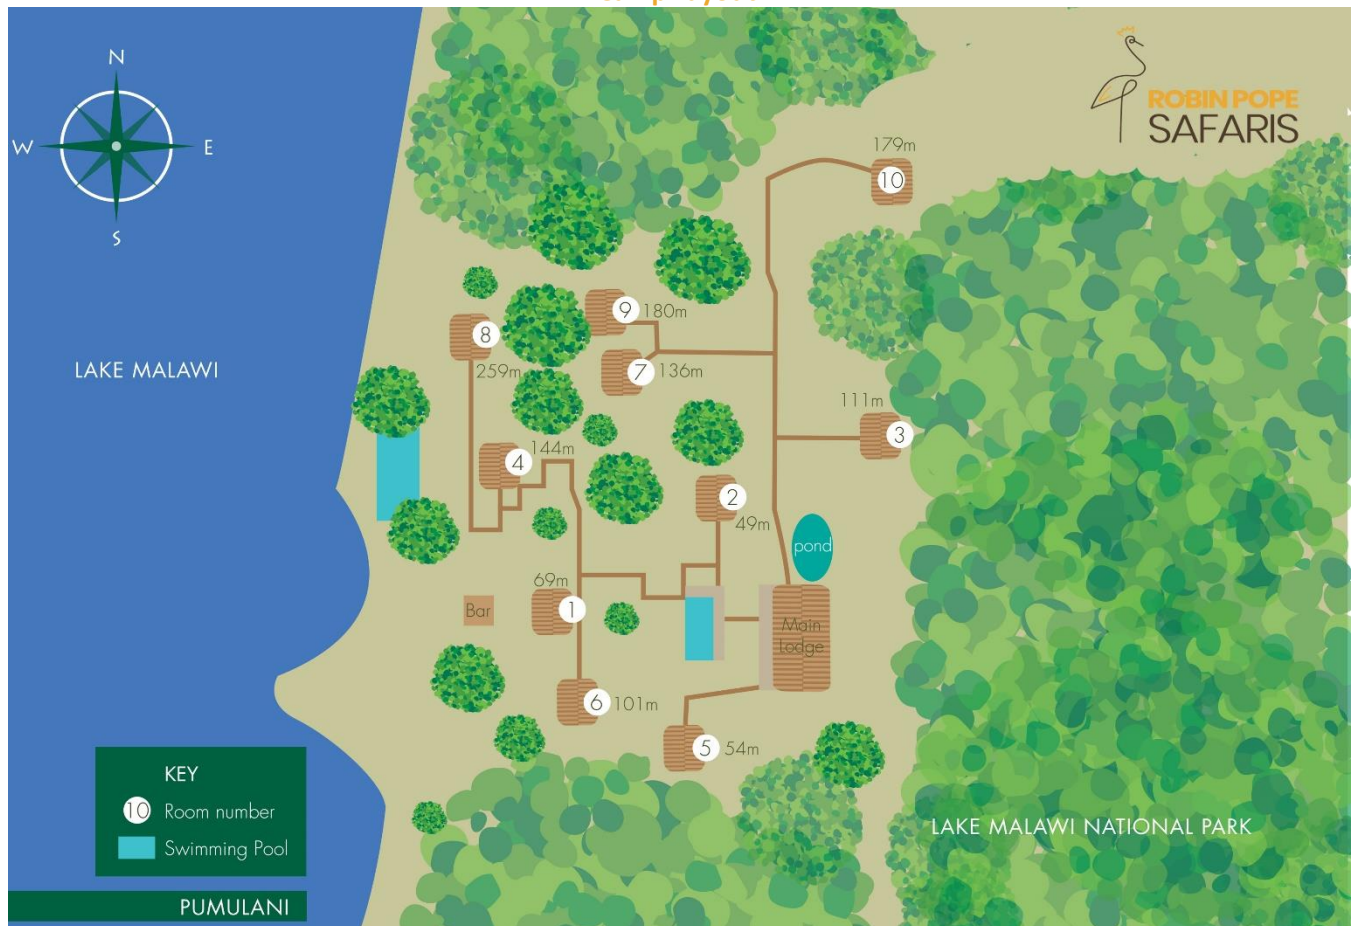 N
W
E
S
ROBIN POPE
SAFARIS
179m
10
9
180m
8
LAKE MALAWI
259m
7
136m
111m
3
144m
4
2
49m
pond
69m
1
Bar
Main
Lodge
6
101m
5
54m
KEY
10 Room number
Swimming Pool
LAKE MALAWI NATIONAL PARK
PUMULANI